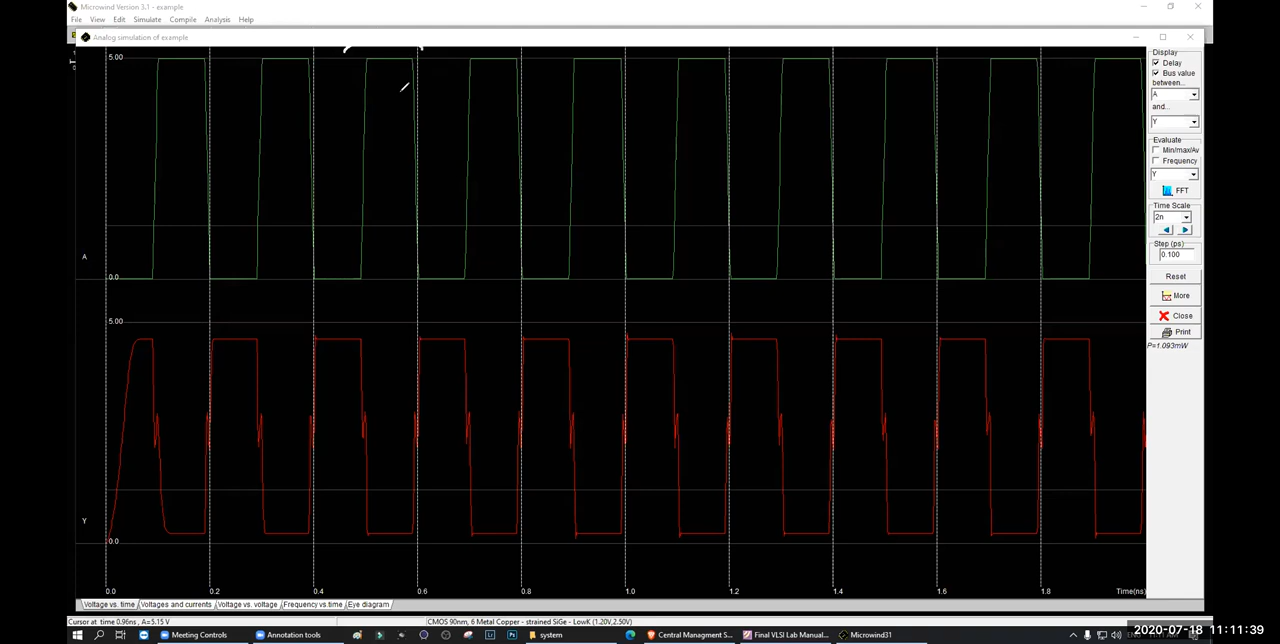 Microwind Version 3.1 - example
File View Edit Simulate Compile Analysis Help
Analog simulation of example
5.00
A
0.0
5.00
Y
0.0
0.0 0.2 0.4 0.6 0.8 1.0 1.2 1.4 1.6 1.8 Time(ns)
Voltage vs. time Voltages and currents Voltage vs. voltage Frequency vs.time Eye diagram
Display
Delay
Bus value
between...
A
and...
Y
Evaluate
Min/max/Av
Frequency
Y
FFT
Time Scale
2n
Step (ps)
0.100
Reset
More
Close
Print
P=1.093mW
Cursor at time 0.96ns, A=5.15 V CMOS 90nm, 6 Metal Copper - strained SiGe - LowK (1.20V,2.50V)
Meeting Controls Annotation tools system Central Managment S... Final VLSI Lab Manual... Microwind31
2020-07-18 11:11:39